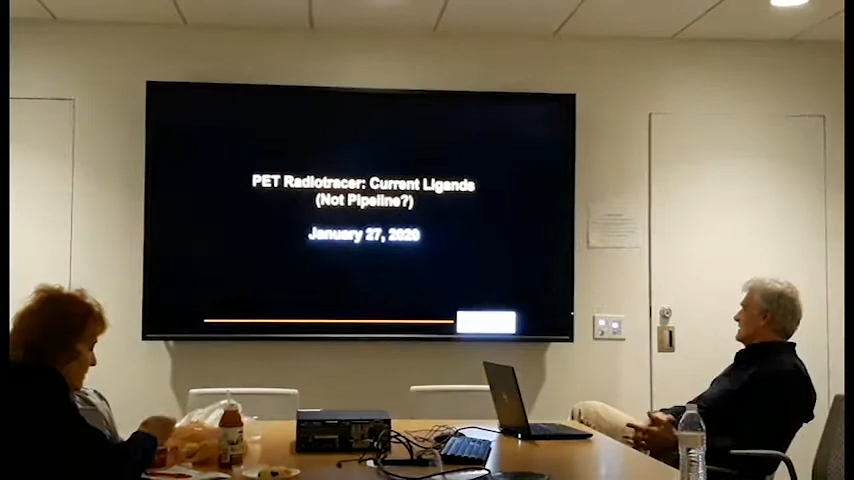 PET Radiotracer: Current Ligands
(Not Pipeline?)
January 27, 2020